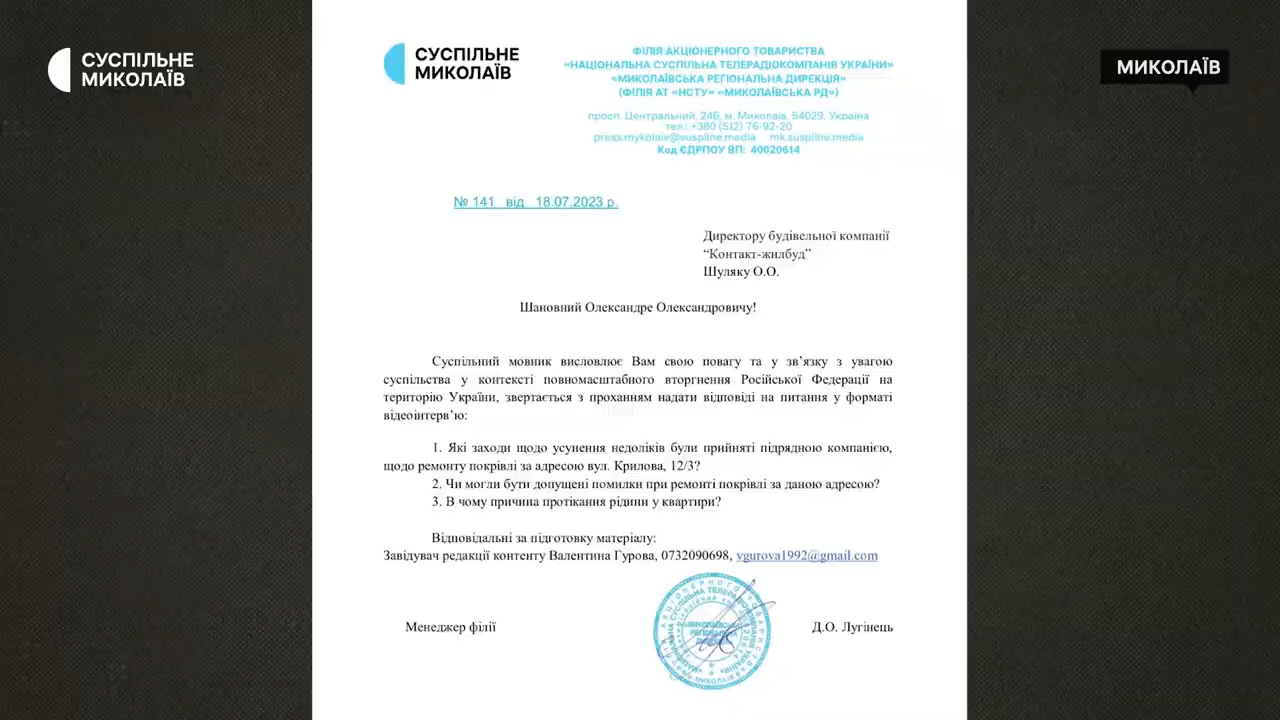 СУСПІЛЬНЕ
МИКОЛАЇВ
МИКОЛАЇВ
СУСПІЛЬНЕ
МИКОЛАЇВ
ФІЛІЯ АКЦІОНЕРНОГО ТОВАРИСТВА
«НАЦІОНАЛЬНА СУСПІЛЬНА ТЕЛЕРАДІОКОМПАНІЯ УКРАЇНИ»
«МИКОЛАЇВСЬКА РЕГІОНАЛЬНА ДИРЕКЦІЯ»
(ФІЛІЯ АТ «НСТУ» «МИКОЛАЇВСЬКА РД»)
просп. Центральний, 24Б, м. Миколаїв, 54029, Україна
тел.: +380 (512) 76-92-20
press.mykolaiv@suspilne.media mk.suspilne.media
Код ЄДРПОУ ВП: 40020614
№ 141 від 18.07.2023 р.
Директору будівельної компанії
“Контакт-жилбуд”
Шуляку О.О.
Шановний Олександре Олександровичу!
Суспільний мовник висловлює Вам свою повагу та у зв’язку з увагою
суспільства у контексті повномасштабного вторгнення Російської Федерації на
територію України, звертається з проханням надати відповіді на питання у форматі
відеоінтерв’ю:
1. Які заходи щодо усунення недоліків були прийняті підрядною компанією,
щодо ремонту покрівлі за адресою вул. Крилова, 12/3?
2. Чи могли бути допущені помилки при ремонті покрівлі за даною адресою?
3. В чому причина протікання рідини у квартири?
Відповідальні за підготовку матеріалу:
Завідувач редакції контенту Валентина Гурова, 0732090698, vgurova1992@gmail.com
Менеджер філії
Д.О. Лугінець